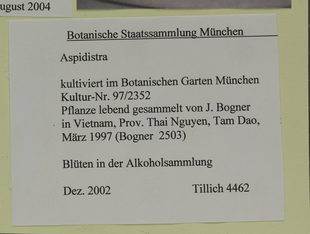 ugust 2004
Botanische Staatssammlung München
Aspidistra
kultiviert im Botanischen Garten München
Kultur-Nr. 97/2352
Pflanze lebend gesammelt von J. Bogner
in Vietnam, Prov. Thai Nguyen, Tam Dao,
März 1997 (Bogner 2503)
Blüten in der Alkoholsammlung
Dez. 2002 Tillich 4462